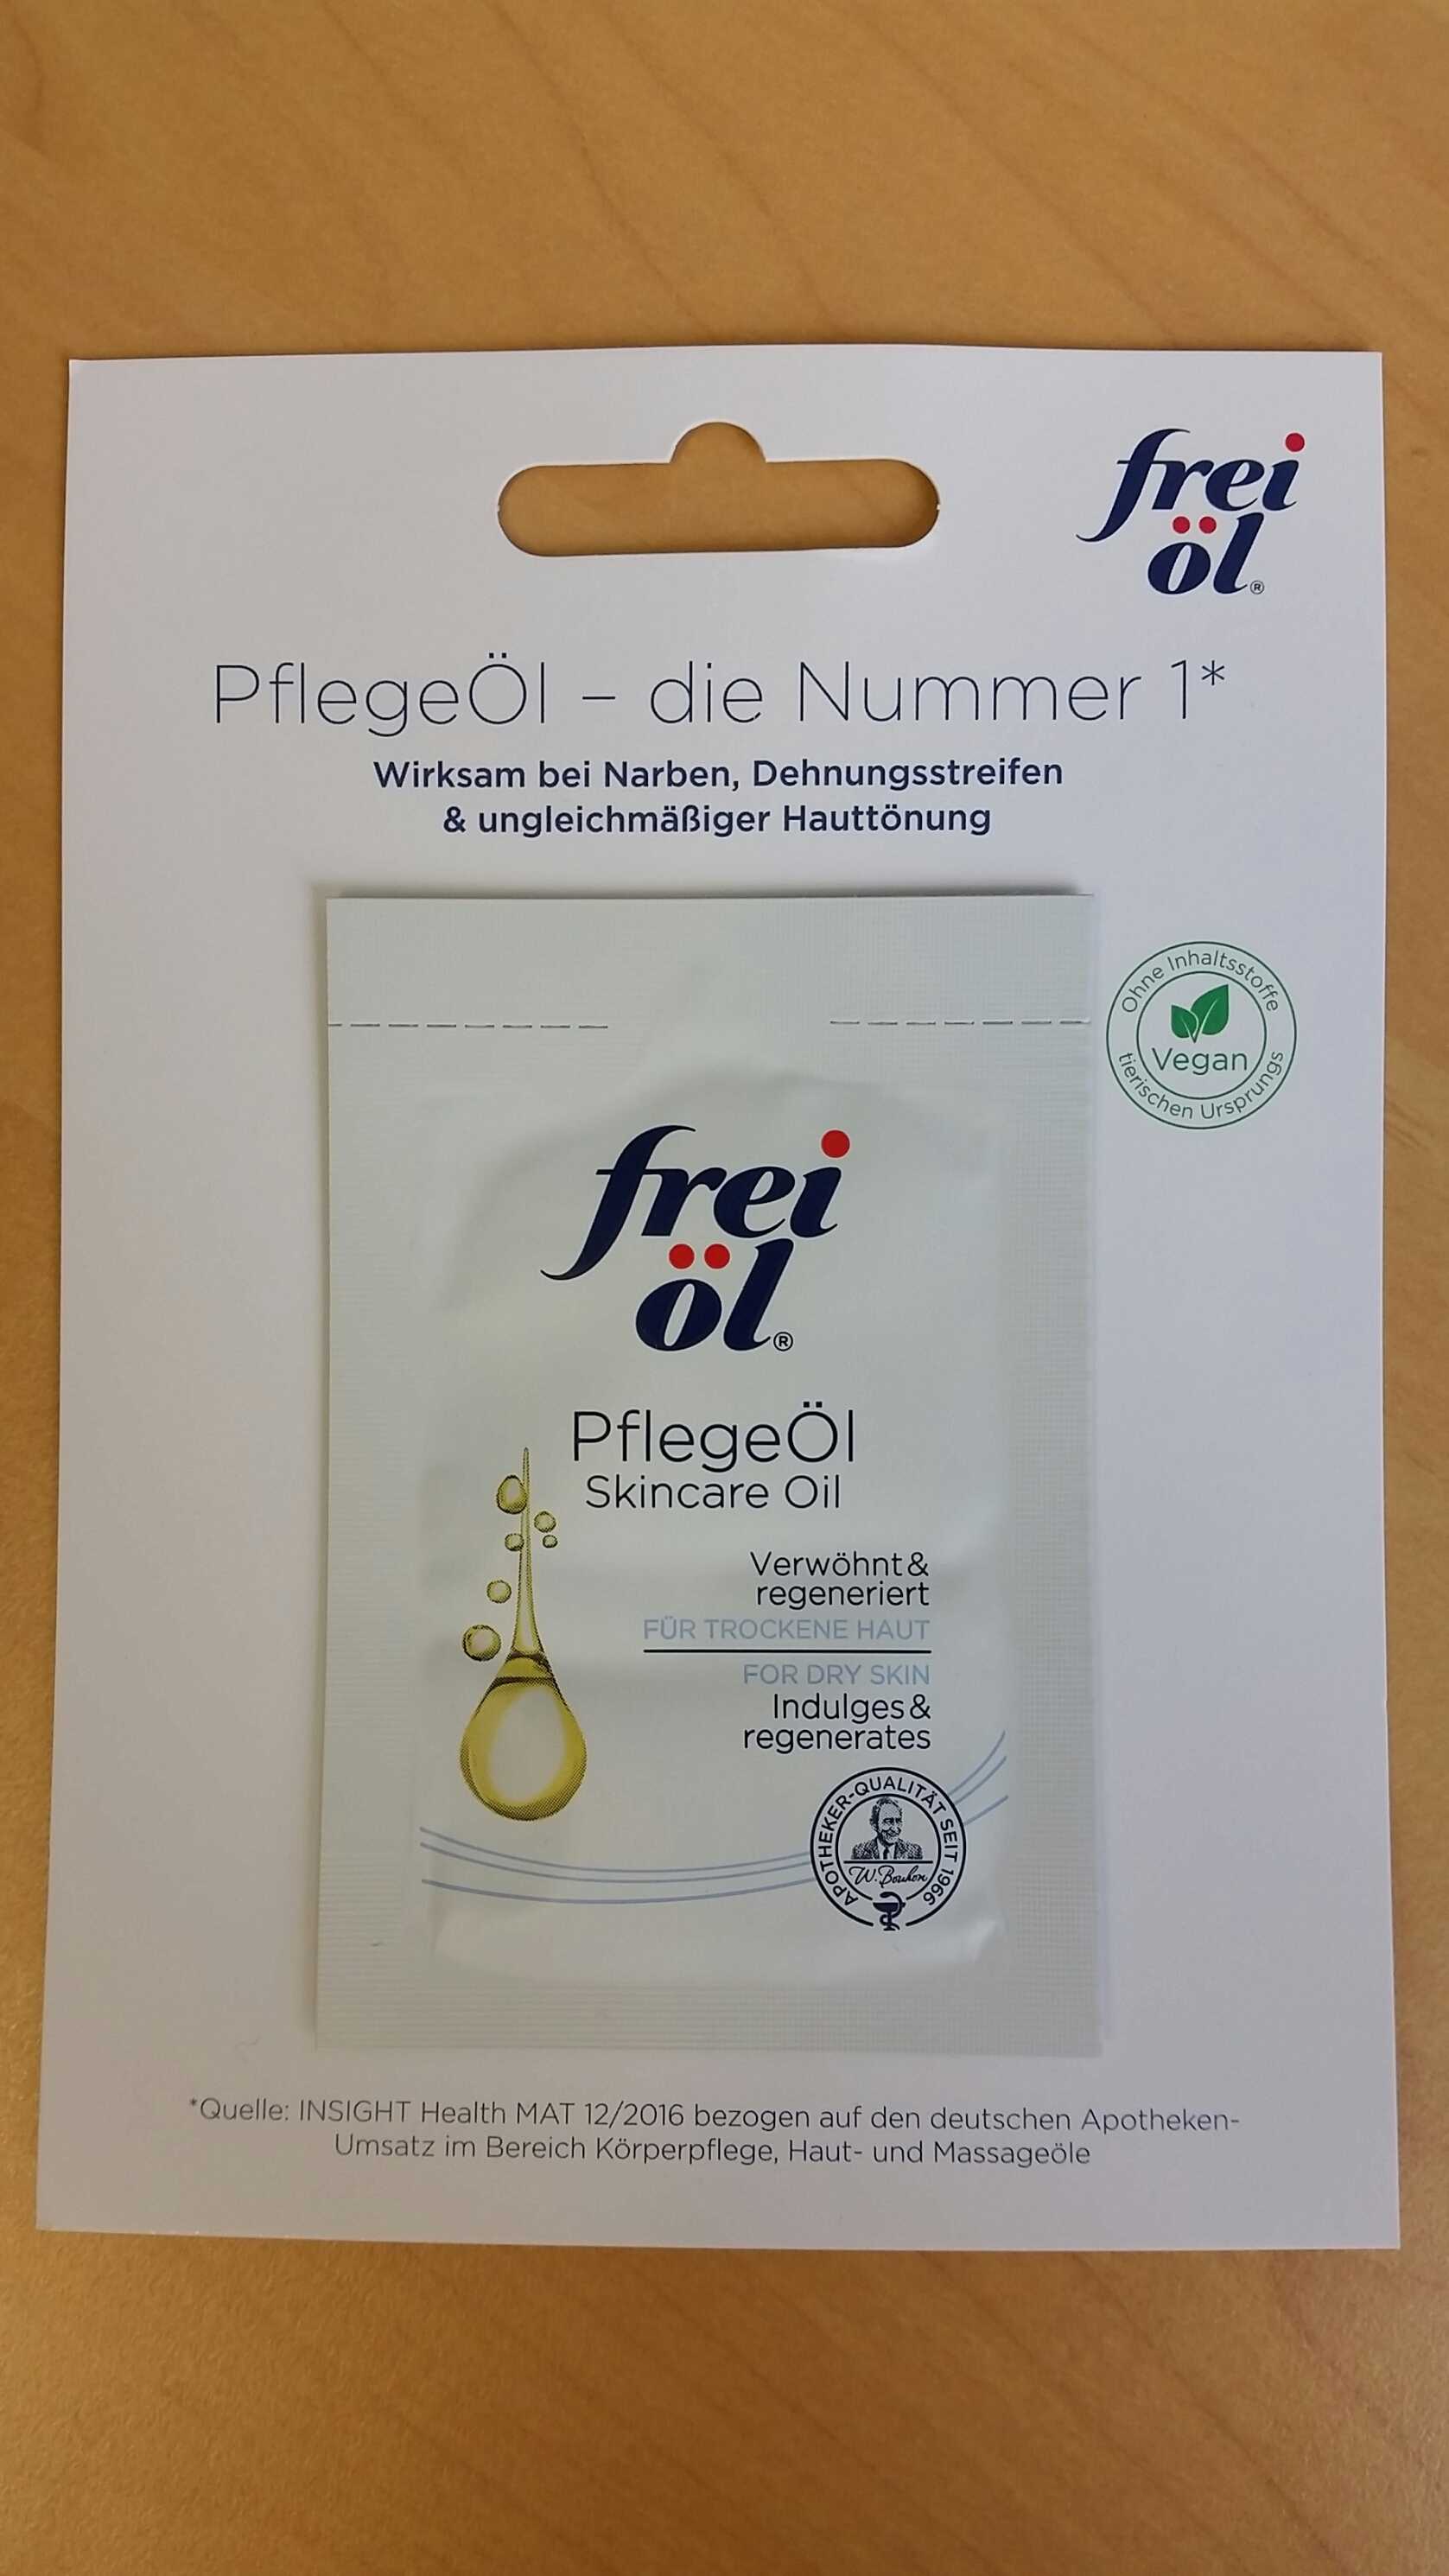 frei
öl®
PflegeÖl – die Nummer 1*
Wirksam bei Narben, Dehnungsstreifen
& ungleichmäßiger Hauttönung
Ohne Inhaltsstoffe
Vegan
tierischen Ursprungs
frei
öl®
PflegeÖl
Skincare Oil
Verwöhnt &
regeneriert
FÜR TROCKENE HAUT
FOR DRY SKIN
Indulges &
regenerates
APOTHEKER-QUALITÄT SEIT 1966
*Quelle: INSIGHT Health MAT 12/2016 bezogen auf den deutschen Apotheken-
Umsatz im Bereich Körperpflege, Haut- und Massageöle